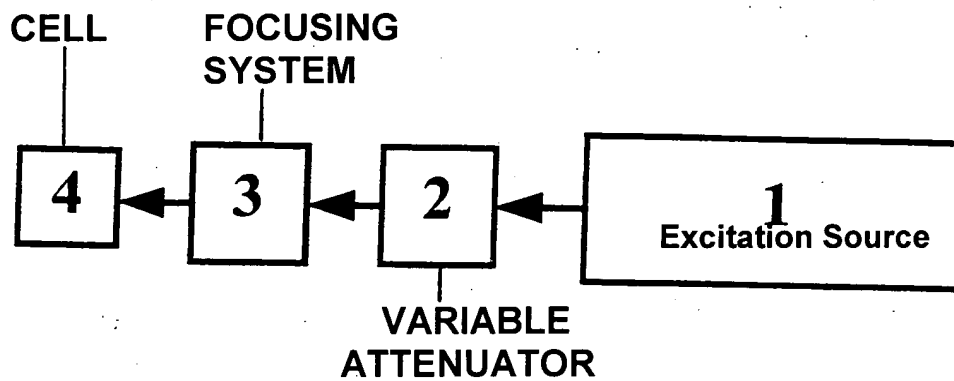 CELL
FOCUSING
SYSTEM
4
3
2
1
Excitation Source
VARIABLE
ATTENUATOR